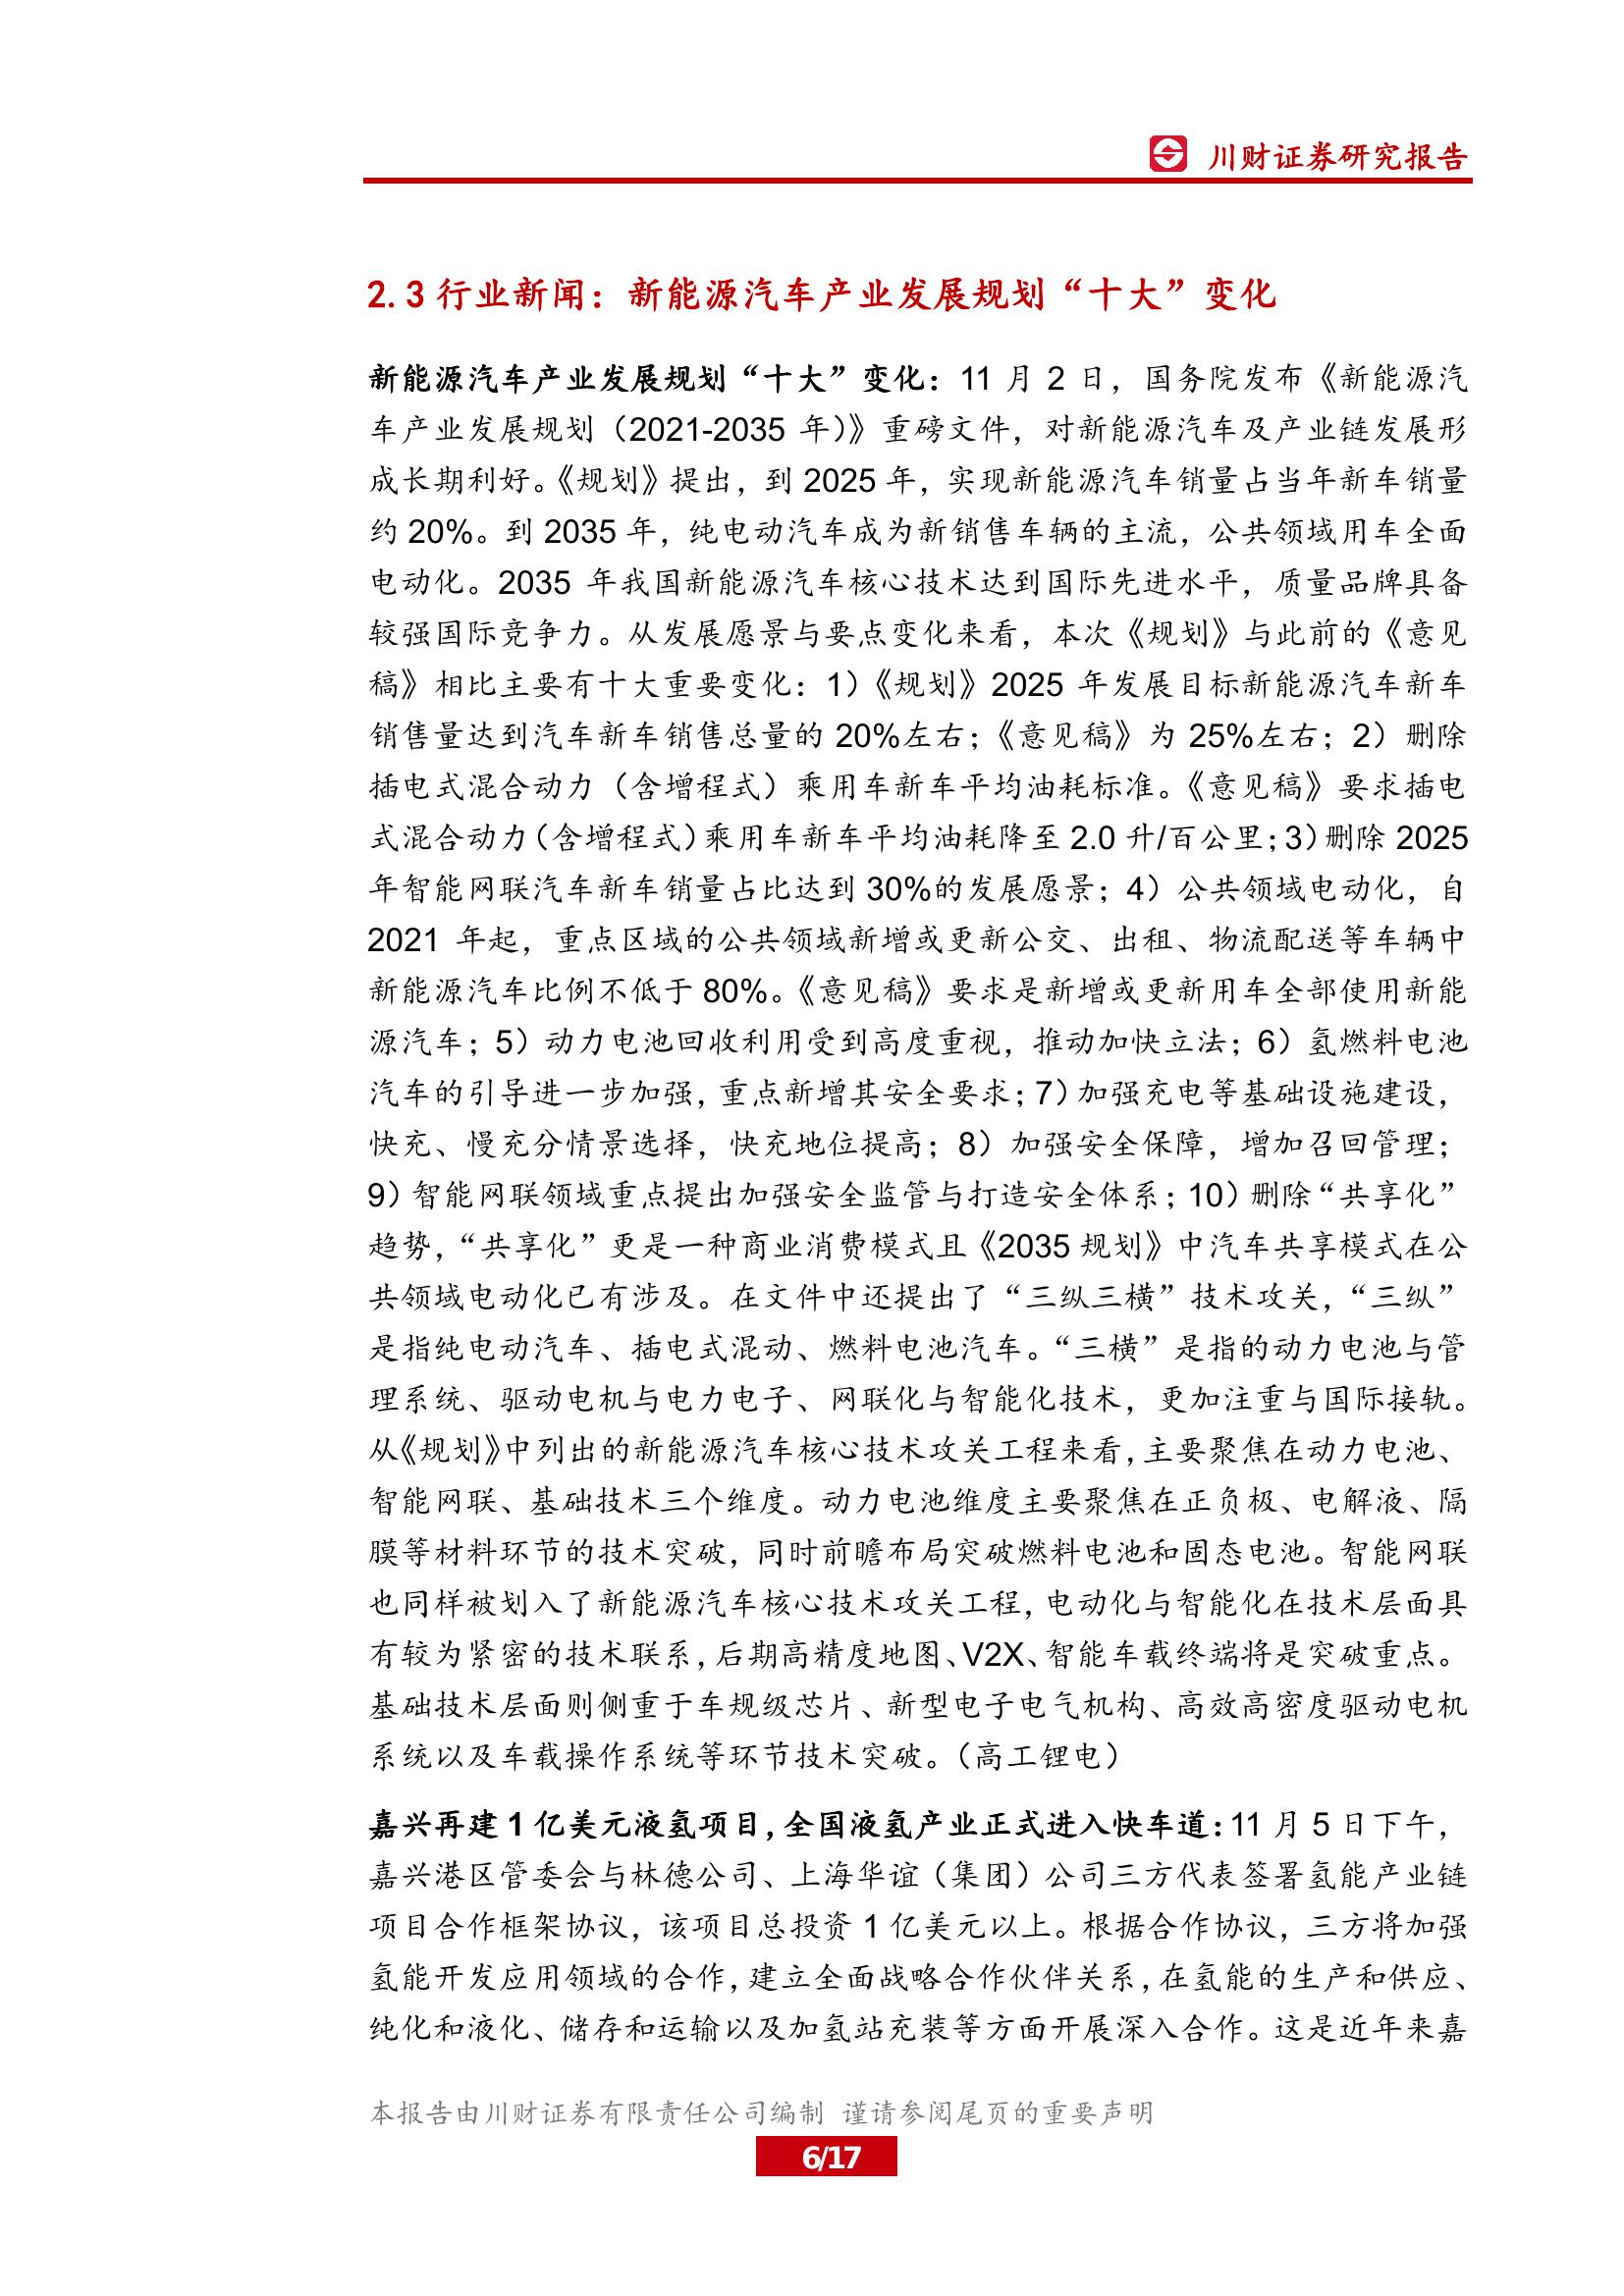 川财证券研究报告
2.3 行业新闻：新能源汽车产业发展规划“十大”变化
新能源汽车产业发展规划“十大”变化：11 月 2 日，国务院发布《新能源汽
车产业发展规划（2021-2035 年）》重磅文件，对新能源汽车及产业链发展形
成长期利好。《规划》提出，到 2025 年，实现新能源汽车销量占当年新车销量
约 20%。到 2035 年，纯电动汽车成为新销售车辆的主流，公共领域用车全面
电动化。2035 年我国新能源汽车核心技术达到国际先进水平，质量品牌具备
较强国际竞争力。从发展愿景与要点变化来看，本次《规划》与此前的《意见
稿》相比主要有十大重要变化：1）《规划》2025 年发展目标新能源汽车新车
销售量达到汽车新车销售总量的 20%左右；《意见稿》为 25%左右；2）删除
插电式混合动力（含增程式）乘用车新车平均油耗标准。《意见稿》要求插电
式混合动力（含增程式）乘用车新车平均油耗降至 2.0 升/百公里；3）删除 2025
年智能网联汽车新车销量占比达到 30%的发展愿景；4）公共领域电动化，自
2021 年起，重点区域的公共领域新增或更新公交、出租、物流配送等车辆中
新能源汽车比例不低于 80%。《意见稿》要求是新增或更新用车全部使用新能
源汽车；5）动力电池回收利用受到高度重视，推动加快立法；6）氢燃料电池
汽车的引导进一步加强，重点新增其安全要求；7）加强充电等基础设施建设，
快充、慢充分情景选择，快充地位提高；8）加强安全保障，增加召回管理；
9）智能网联领域重点提出加强安全监管与打造安全体系；10）删除“共享化”
趋势，“共享化”更是一种商业消费模式且《2035 规划》中汽车共享模式在公
共领域电动化已有涉及。在文件中还提出了“三纵三横”技术攻关，“三纵”
是指纯电动汽车、插电式混动、燃料电池汽车。“三横”是指的动力电池与管
理系统、驱动电机与电力电子、网联化与智能化技术，更加注重与国际接轨。
从《规划》中列出的新能源汽车核心技术攻关工程来看，主要聚焦在动力电池、
智能网联、基础技术三个维度。动力电池维度主要聚焦在正负极、电解液、隔
膜等材料环节的技术突破，同时前瞻布局突破燃料电池和固态电池。智能网联
也同样被划入了新能源汽车核心技术攻关工程，电动化与智能化在技术层面具
有较为紧密的技术联系，后期高精度地图、V2X、智能车载终端将是突破重点。
基础技术层面则侧重于车规级芯片、新型电子电气机构、高效高密度驱动电机
系统以及车载操作系统等环节技术突破。（高工锂电）
嘉兴再建 1 亿美元液氢项目，全国液氢产业正式进入快车道：11 月 5 日下午，
嘉兴港区管委会与林德公司、上海华谊（集团）公司三方代表签署氢能产业链
项目合作框架协议，该项目总投资 1 亿美元以上。根据合作协议，三方将加强
氢能开发应用领域的合作，建立全面战略合作伙伴关系，在氢能的生产和供应、
纯化和液化、储存和运输以及加氢站充装等方面开展深入合作。这是近年来嘉
本报告由川财证券有限责任公司编制 谨请参阅尾页的重要声明
6/17